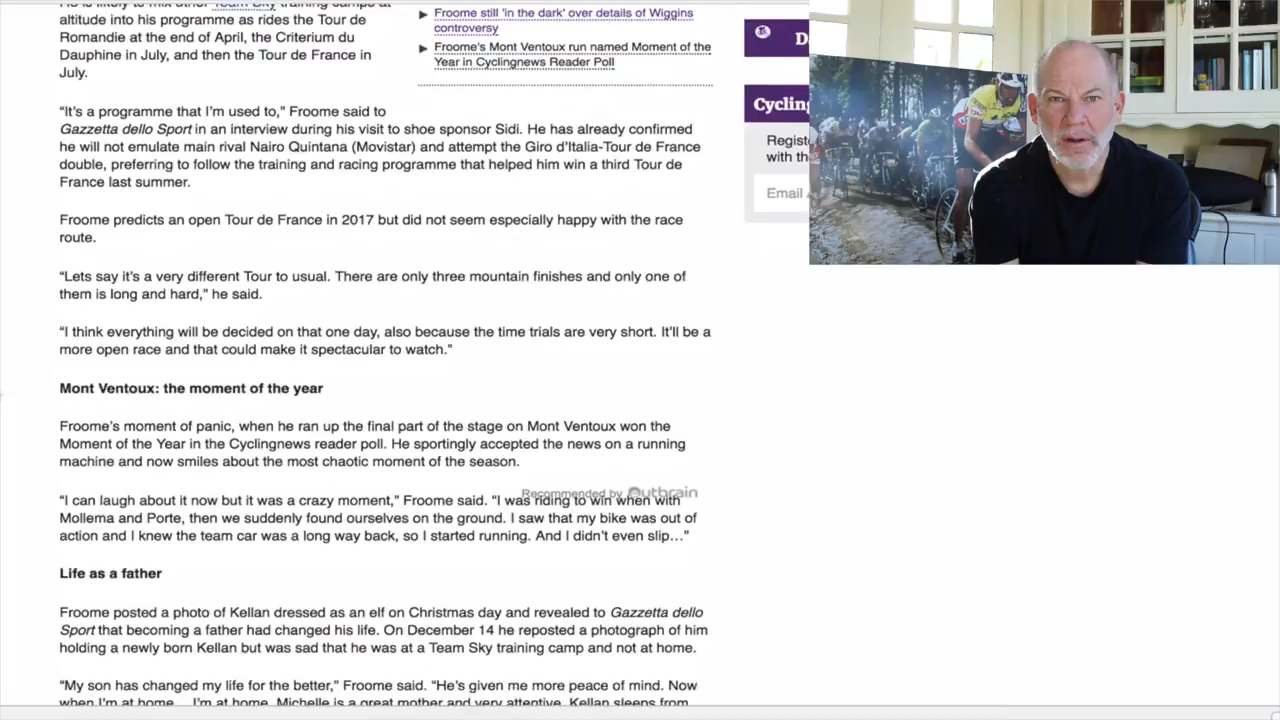 altitude into his programme as rides the Tour de
Romandie at the end of April, the Criterium du
Dauphine in July, and then the Tour de France in
July.
Froome still 'in the dark' over details of Wiggins
controversy
Froome's Mont Ventoux run named Moment of the
Year in Cyclingnews Reader Poll
“It’s a programme that I’m used to,” Froome said to
Gazzetta dello Sport in an interview during his visit to shoe sponsor Sidi. He has already confirmed
he will not emulate main rival Nairo Quintana (Movistar) and attempt the Giro d’Italia-Tour de France
double, preferring to follow the training and racing programme that helped him win a third Tour de
France last summer.
Froome predicts an open Tour de France in 2017 but did not seem especially happy with the race
route.
“Lets say it’s a very different Tour to usual. There are only three mountain finishes and only one of
them is long and hard,” he said.
“I think everything will be decided on that one day, also because the time trials are very short. It’ll be a
more open race and that could make it spectacular to watch.”
Mont Ventoux: the moment of the year
Froome’s moment of panic, when he ran up the final part of the stage on Mont Ventoux won the
Moment of the Year in the Cyclingnews reader poll. He sportingly accepted the news on a running
machine and now smiles about the most chaotic moment of the season.
Recommended by Outbrain
“I can laugh about it now but it was a crazy moment,” Froome said. “I was riding to win when with
Mollema and Porte, then we suddenly found ourselves on the ground. I saw that my bike was out of
action and I knew the team car was a long way back, so I started running. And I didn’t even slip…”
Life as a father
Froome posted a photo of Kellan dressed as an elf on Christmas day and revealed to Gazzetta dello
Sport that becoming a father had changed his life. On December 14 he reposted a photograph of him
holding a newly born Kellan but was sad that he was at a Team Sky training camp and not at home.
“My son has changed my life for the better,” Froome said. “He’s given me more peace of mind. Now
when I’m at home... I’m at home. Michelle is a great mother and very attentive. Kellan sleeps from
D
Cycling
Regist
with th
Email